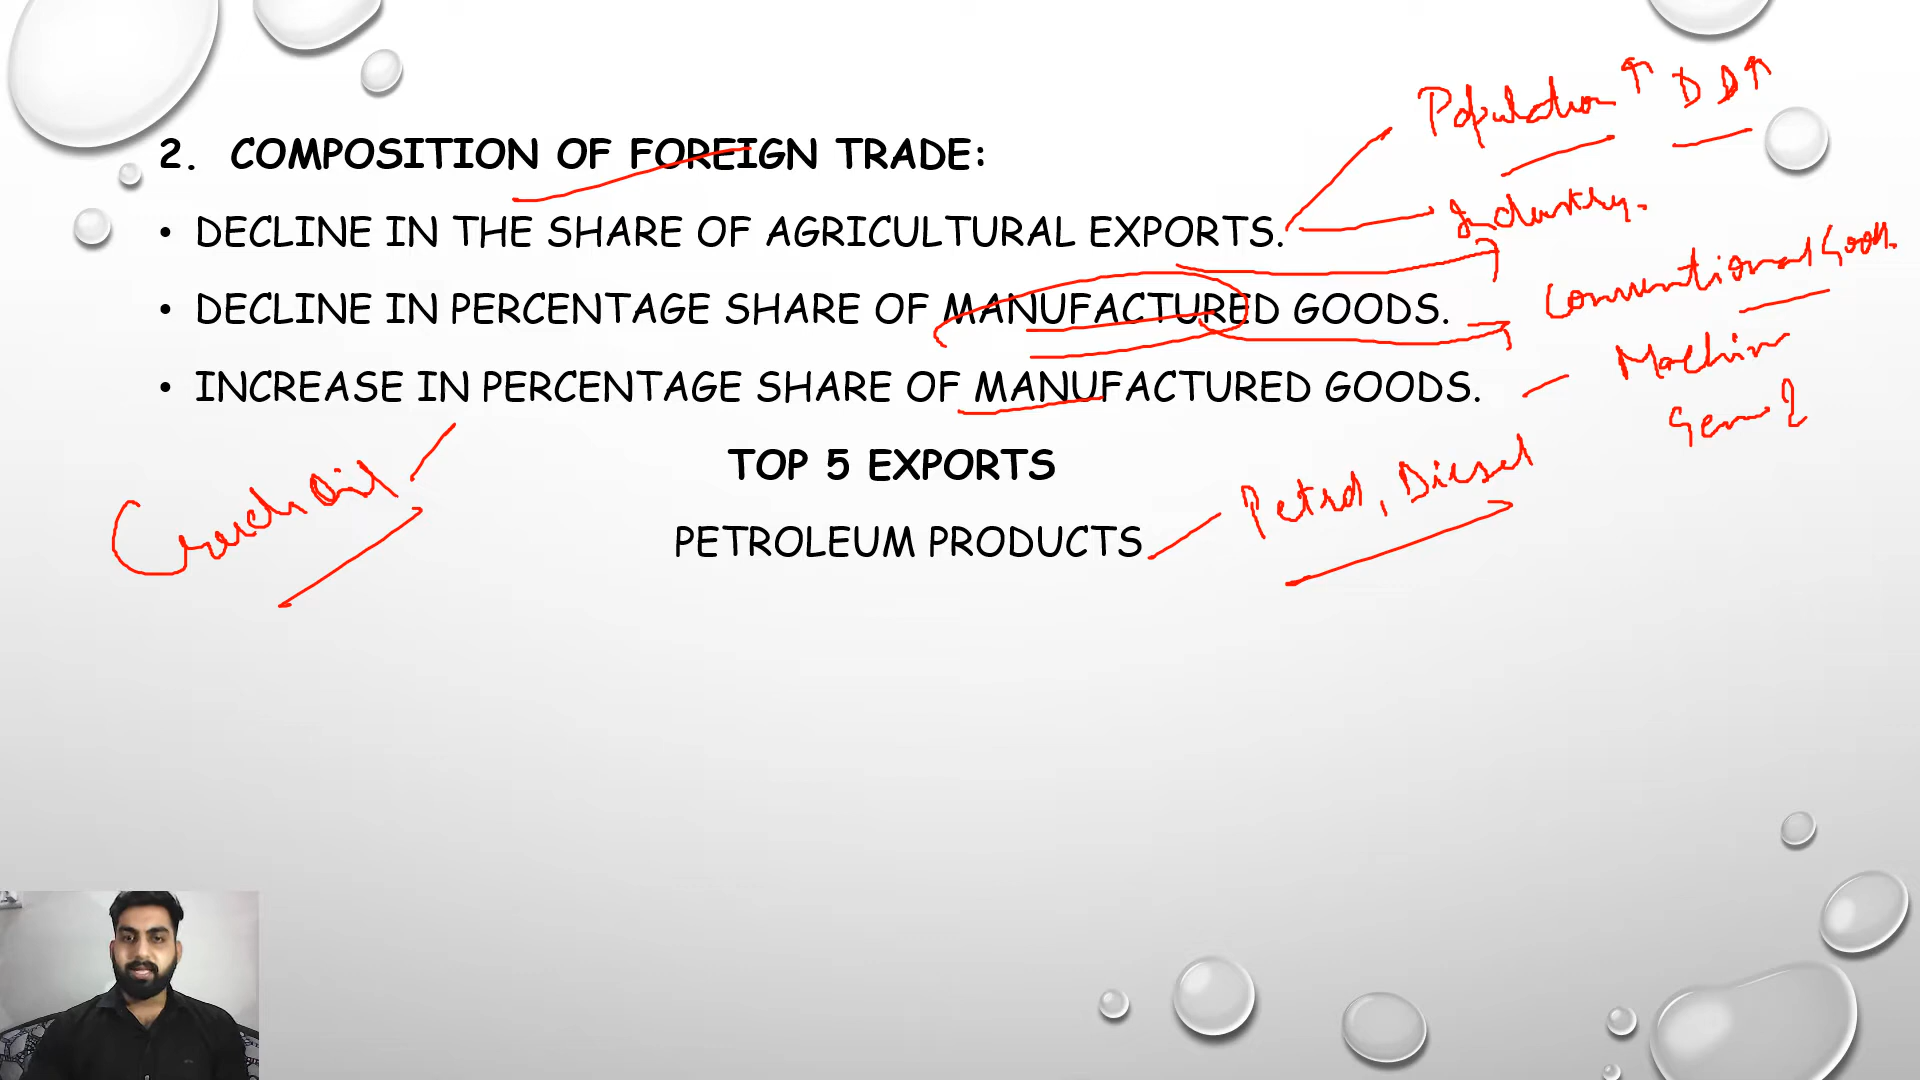 2. COMPOSITION OF FOREIGN TRADE:
• DECLINE IN THE SHARE OF AGRICULTURAL EXPORTS.
• DECLINE IN PERCENTAGE SHARE OF MANUFACTURED GOODS.
• INCREASE IN PERCENTAGE SHARE OF MANUFACTURED GOODS.
TOP 5 EXPORTS
PETROLEUM PRODUCTS
Population ↑ DD↑
Industry.
Conventional Goods.
Petrol, Diesel
Oil